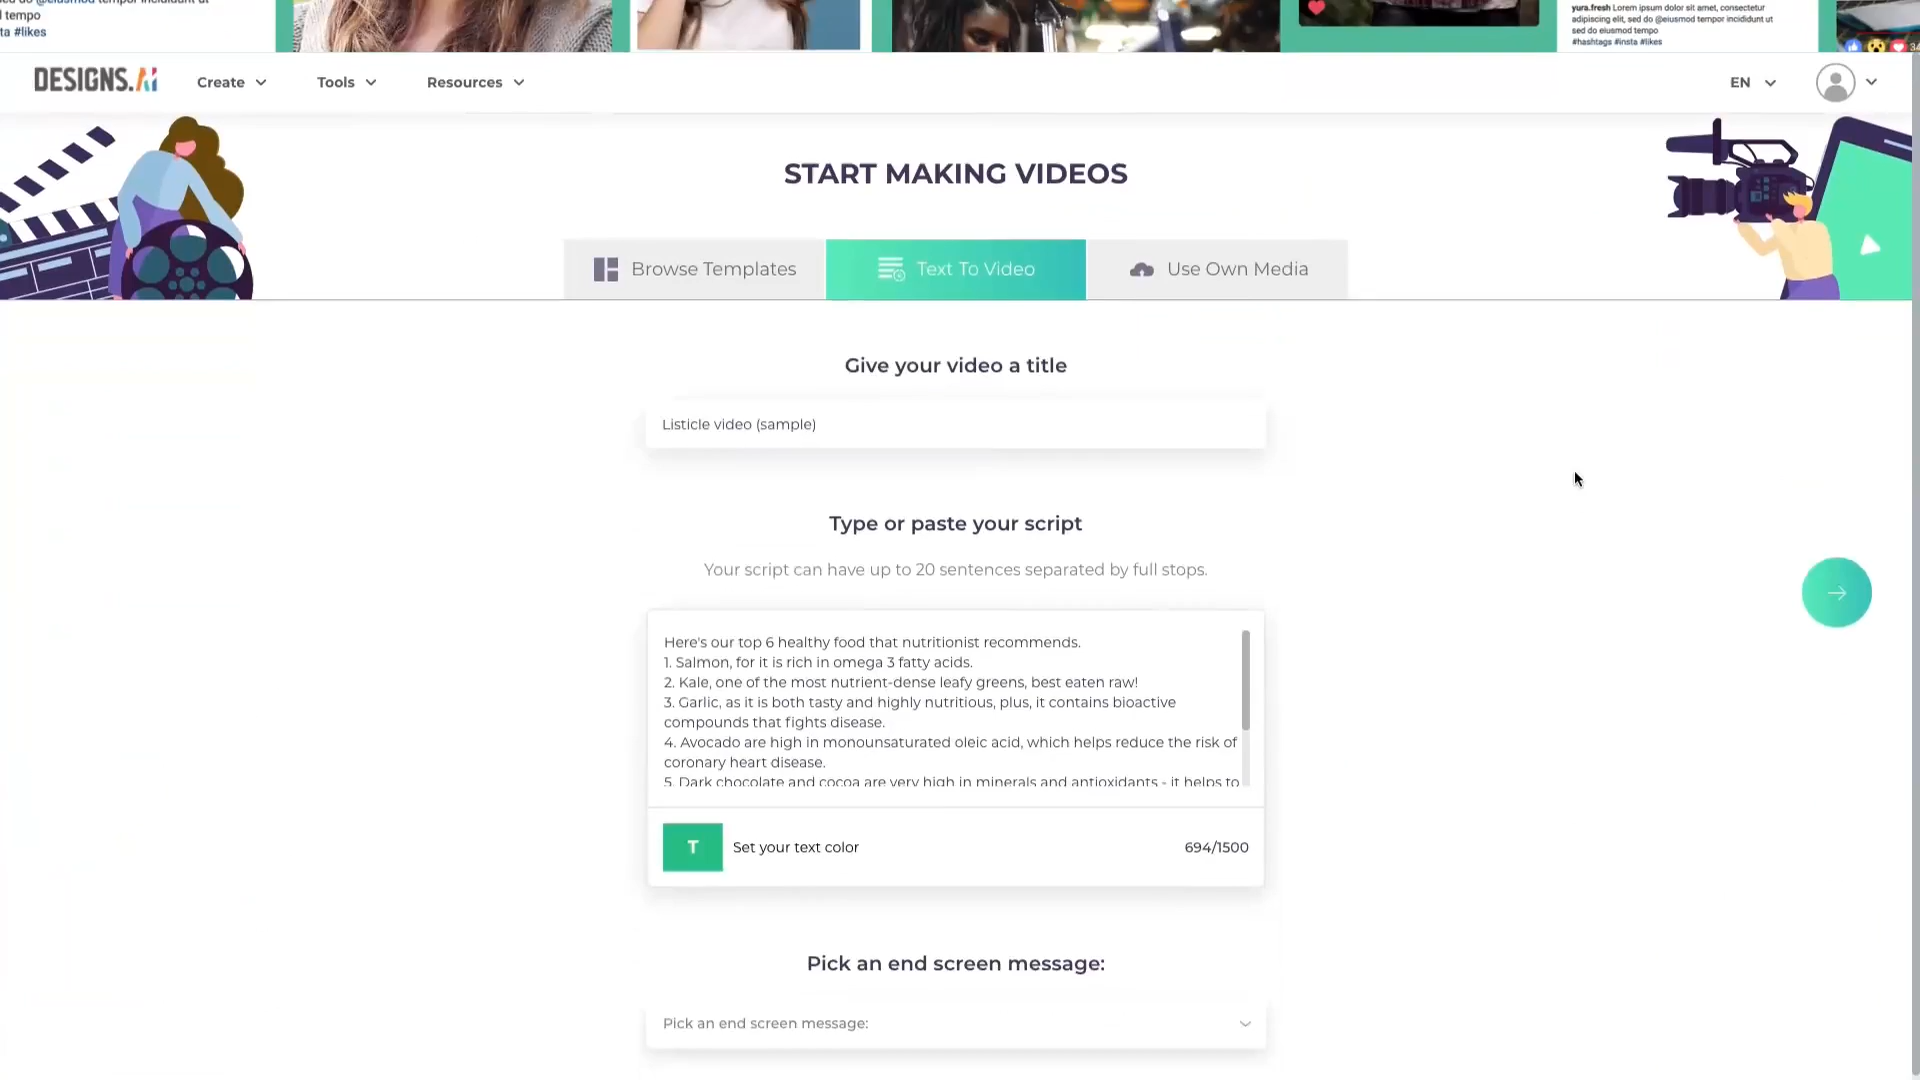 do @eiusmod tempor incididunt ut
tempo
ta #likes
yura.fresh Lorem ipsum dolor sit amet, consectetur
adipiscing elit, sed do @eiusmod tempor incididunt ut
sed do eiusmod tempo
#hashtags #insta #likes
DESIGNS.AI
Create
Tools
Resources
EN
START MAKING VIDEOS
Browse Templates
Text To Video
Use Own Media
Give your video a title
Listicle video (sample)
Type or paste your script
Your script can have up to 20 sentences separated by full stops.
Here's our top 6 healthy food that nutritionist recommends.
1. Salmon, for it is rich in omega 3 fatty acids.
2. Kale, one of the most nutrient-dense leafy greens, best eaten raw!
3. Garlic, as it is both tasty and highly nutritious, plus, it contains bioactive
compounds that fights disease.
4. Avocado are high in monounsaturated oleic acid, which helps reduce the risk of
coronary heart disease.
5. Dark chocolate and cocoa are very high in minerals and antioxidants - it helps to
T
Set your text color
694/1500
Pick an end screen message:
Pick an end screen message: